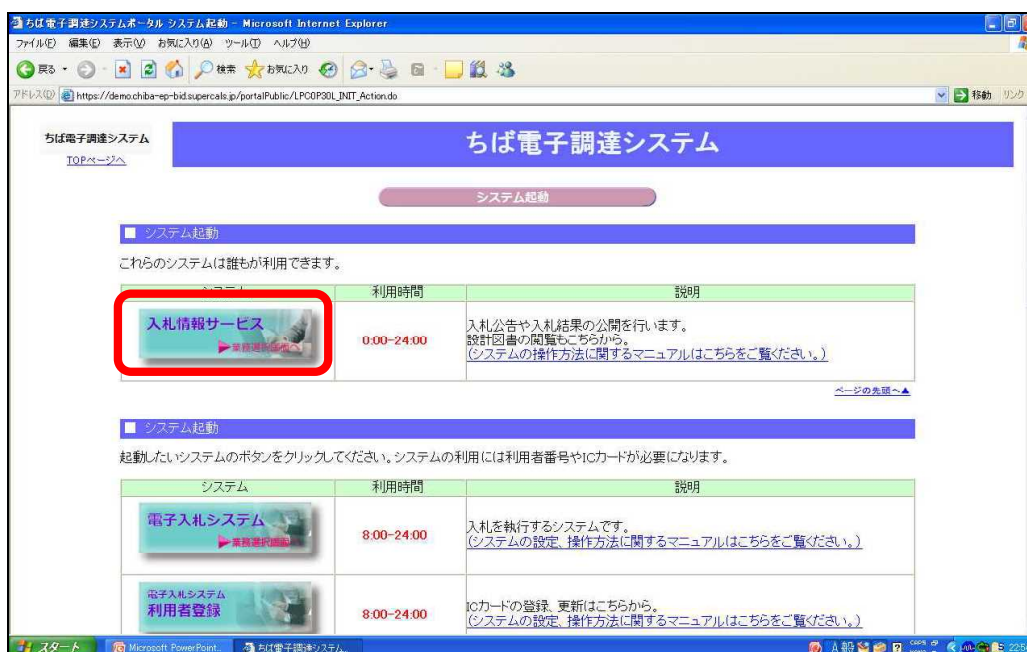 ちば電子調達システムポータル システム起動 - Microsoft Internet Explorer
ファイル(F) 編集(E) 表示(V) お気に入り(A) ツール(T) ヘルプ(H)
戻る 検索 お気に入り
アドレス(D) https://demo.chiba-ep-bid.supercals.jp/portalPublic/LPCOP30L_INIT_Action.do 移動 リンク
ちば電子調達システム
TOPページへ
ちば電子調達システム
システム起動
■ システム起動
これらのシステムは誰もが利用できます。
システム 利用時間 説明
入札情報サービス
▶業務選択画面へ
0:00-24:00
入札公告や入札結果の公開を行います。
設計図書の閲覧もこちらから。
(システムの操作方法に関するマニュアルはこちらをご覧ください。)
ページの先頭へ▲
■ システム起動
起動したいシステムのボタンをクリックしてください。システムの利用には利用者番号やICカードが必要になります。
システム 利用時間 説明
電子入札システム
▶業務選択画面へ
8:00-24:00
入札を執行するシステムです。
(システムの設定、操作方法に関するマニュアルはこちらをご覧ください。)
電子入札システム
利用者登録
8:00-24:00
ICカードの登録、更新はこちらから。
(システムの設定、操作方法に関するマニュアルはこちらをご覧ください。)
スタート Microsoft PowerPoint... ちば電子調達システム... A 般 CAPS